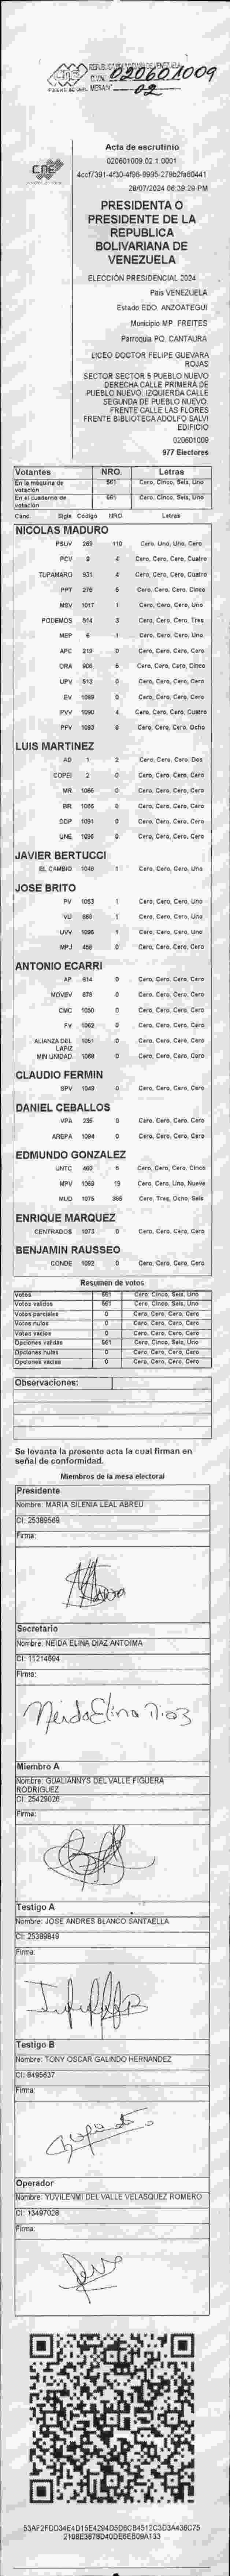 REPUBLICA BOLIVARIANA DE VENEZUELA
020601009
MESA Nº
02
CNE
Acta de escrutinio
020601009.02.1.0001
28/07/2024 06:39:29 PM
PRESIDENTA O
PRESIDENTE DE LA
REPUBLICA
BOLIVARIANA DE
VENEZUELA
ELECCIÓN PRESIDENCIAL 2024
País VENEZUELA
Estado EDO. ANZOATEGUI
Municipio MP. FREITES
Parroquia PQ. CANTAURA
LICEO DOCTOR FELIPE GUEVARA
ROJAS
SECTOR SECTOR 5 PUEBLO NUEVO
DERECHA CALLE PRIMERA DE
PUEBLO NUEVO. IZQUIERDA CALLE
SEGUNDA DE PUEBLO NUEVO.
FRENTE CALLE LAS FLORES
FRENTE BIBLIOTECA ADOLFO SALVI
EDIFICIO
020601009
977 Electores
Votantes NRO. Letras
En la máquina de votación 561 Cero, Cinco, Seis, Uno
En el cuaderno de votación 561 Cero, Cinco, Seis, Uno
Cand. Sigla Código NRO. Letras
NICOLAS MADURO
PSUV 269 110 Cero, Uno, Uno, Cero
PCV 9 4 Cero, Cero, Cero, Cuatro
TUPAMARO 931 4 Cero, Cero, Cero, Cuatro
PPT 276 5 Cero, Cero, Cero, Cinco
MSV 1017 1 Cero, Cero, Cero, Uno
PODEMOS 514 3 Cero, Cero, Cero, Tres
MEP 6 1 Cero, Cero, Cero, Uno
APC 219 0 Cero, Cero, Cero, Cero
ORA 906 5 Cero, Cero, Cero, Cinco
UPV 513 0 Cero, Cero, Cero, Cero
EV 1089 0 Cero, Cero, Cero, Cero
PVV 1090 4 Cero, Cero, Cero, Cuatro
PFV 1093 8 Cero, Cero, Cero, Ocho
LUIS MARTINEZ
AD 1 2 Cero, Cero, Cero, Dos
COPEI 2 0 Cero, Cero, Cero, Cero
MR 1066 0 Cero, Cero, Cero, Cero
BR 1006 0 Cero, Cero, Cero, Cero
DDP 1091 0 Cero, Cero, Cero, Cero
UNE 1095 0 Cero, Cero, Cero, Cero
JAVIER BERTUCCI
EL CAMBIO 1048 1 Cero, Cero, Cero, Uno
JOSE BRITO
PV 1053 1 Cero, Cero, Cero, Uno
VU 880 1 Cero, Cero, Cero, Uno
UVV 1096 1 Cero, Cero, Cero, Uno
MPJ 458 0 Cero, Cero, Cero, Cero
ANTONIO ECARRI
AP 814 0 Cero, Cero, Cero, Cero
MOVEV 678 0 Cero, Cero, Cero, Cero
CMC 1050 0 Cero, Cero, Cero, Cero
FV 1062 0 Cero, Cero, Cero, Cero
ALIANZA DEL LAPIZ 1051 0 Cero, Cero, Cero, Cero
MIN UNIDAD 1068 0 Cero, Cero, Cero, Cero
CLAUDIO FERMIN
SPV 1049 0 Cero, Cero, Cero, Cero
DANIEL CEBALLOS
VPA 236 0 Cero, Cero, Cero, Cero
AREPA 1094 0 Cero, Cero, Cero, Cero
EDMUNDO GONZALEZ
UNTC 460 5 Cero, Cero, Cero, Cinco
MPV 1069 19 Cero, Cero, Uno, Nueve
MUD 1075 386 Cero, Tres, Ocho, Seis
ENRIQUE MARQUEZ
CENTRADOS 1073 0 Cero, Cero, Cero, Cero
BENJAMIN RAUSSEO
CONDE 1092 0 Cero, Cero, Cero, Cero
Resumen de votos
Votos 561 Cero, Cinco, Seis, Uno
Votos validos 561 Cero, Cinco, Seis, Uno
Votos parciales 0 Cero, Cero, Cero, Cero
Votos nulos 0 Cero, Cero, Cero, Cero
Votos vacios 0 Cero, Cero, Cero, Cero
Opciones validas 561 Cero, Cinco, Seis, Uno
Opciones nulas 0 Cero, Cero, Cero, Cero
Opciones vacias 0 Cero, Cero, Cero, Cero
Observaciones:
Se levanta la presente acta la cual firman en
señal de conformidad.
Miembros de la mesa electoral
Presidente
Nombre: MARIA SILENIA LEAL ABREU
CI: 25389569
Firma:
Secretario
Nombre: NEIDA ELINA DIAZ ANTOIMA
CI: 11214694
Firma:
Neida Elina Diaz
Miembro A
Nombre: GUALIANNYS DEL VALLE FIGUERA
RODRIGUEZ
CI: 25429026
Firma:
Testigo A
Nombre: JOSE ANDRES BLANCO SANTAELLA
CI: 25389849
Firma:
Testigo B
Nombre: TONY OSCAR GALINDO HERNANDEZ
CI: 8495637
Firma:
Operador
Nombre: YUVILENMI DEL VALLE VELASQUEZ ROMERO
CI: 13497028
Firma: